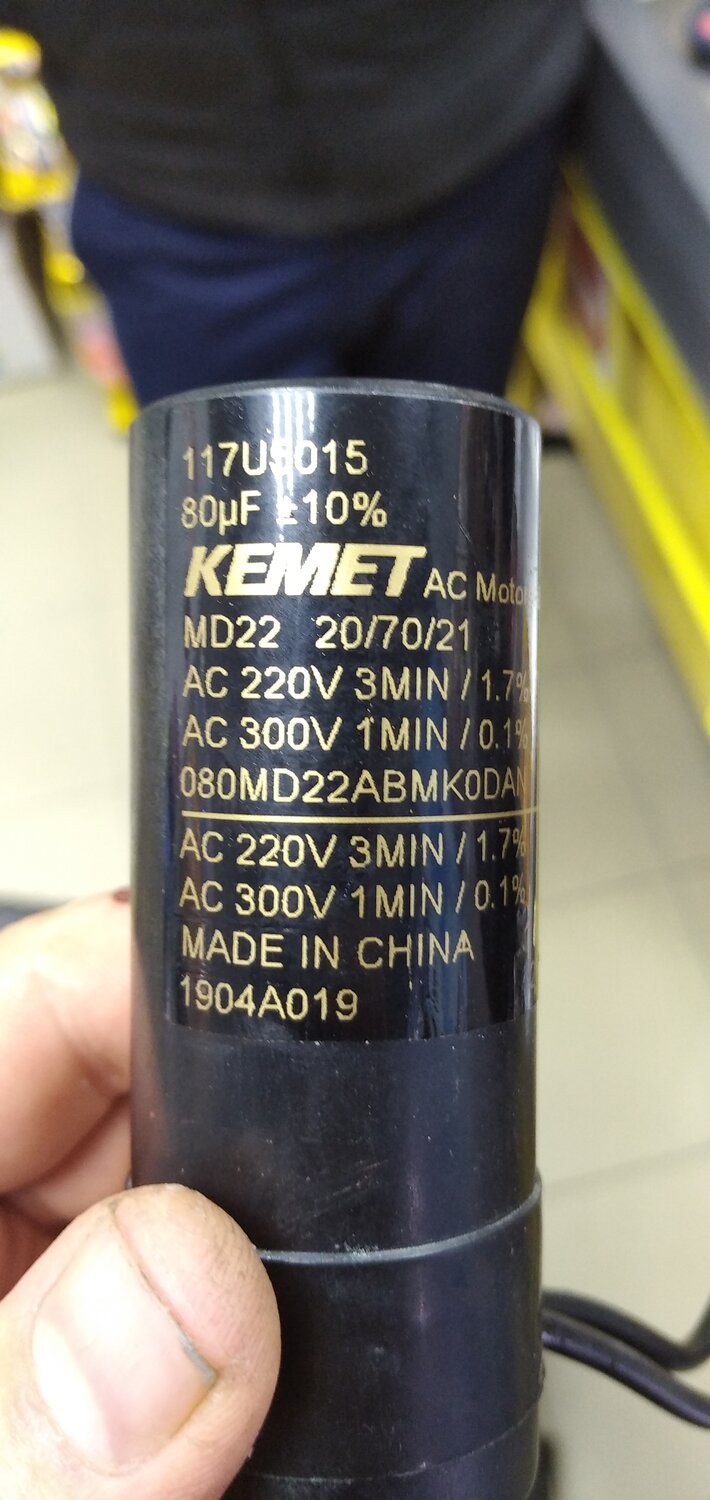 117U5015
80µF ±10%
KEMET AC Motor
MD22 20/70/21
AC 220V 3MIN / 1.7%
AC 300V 1MIN / 0.1%
080MD22ABMK0DAN
AC 220V 3MIN / 1.7%
AC 300V 1MIN / 0.1%
MADE IN CHINA
1904A019